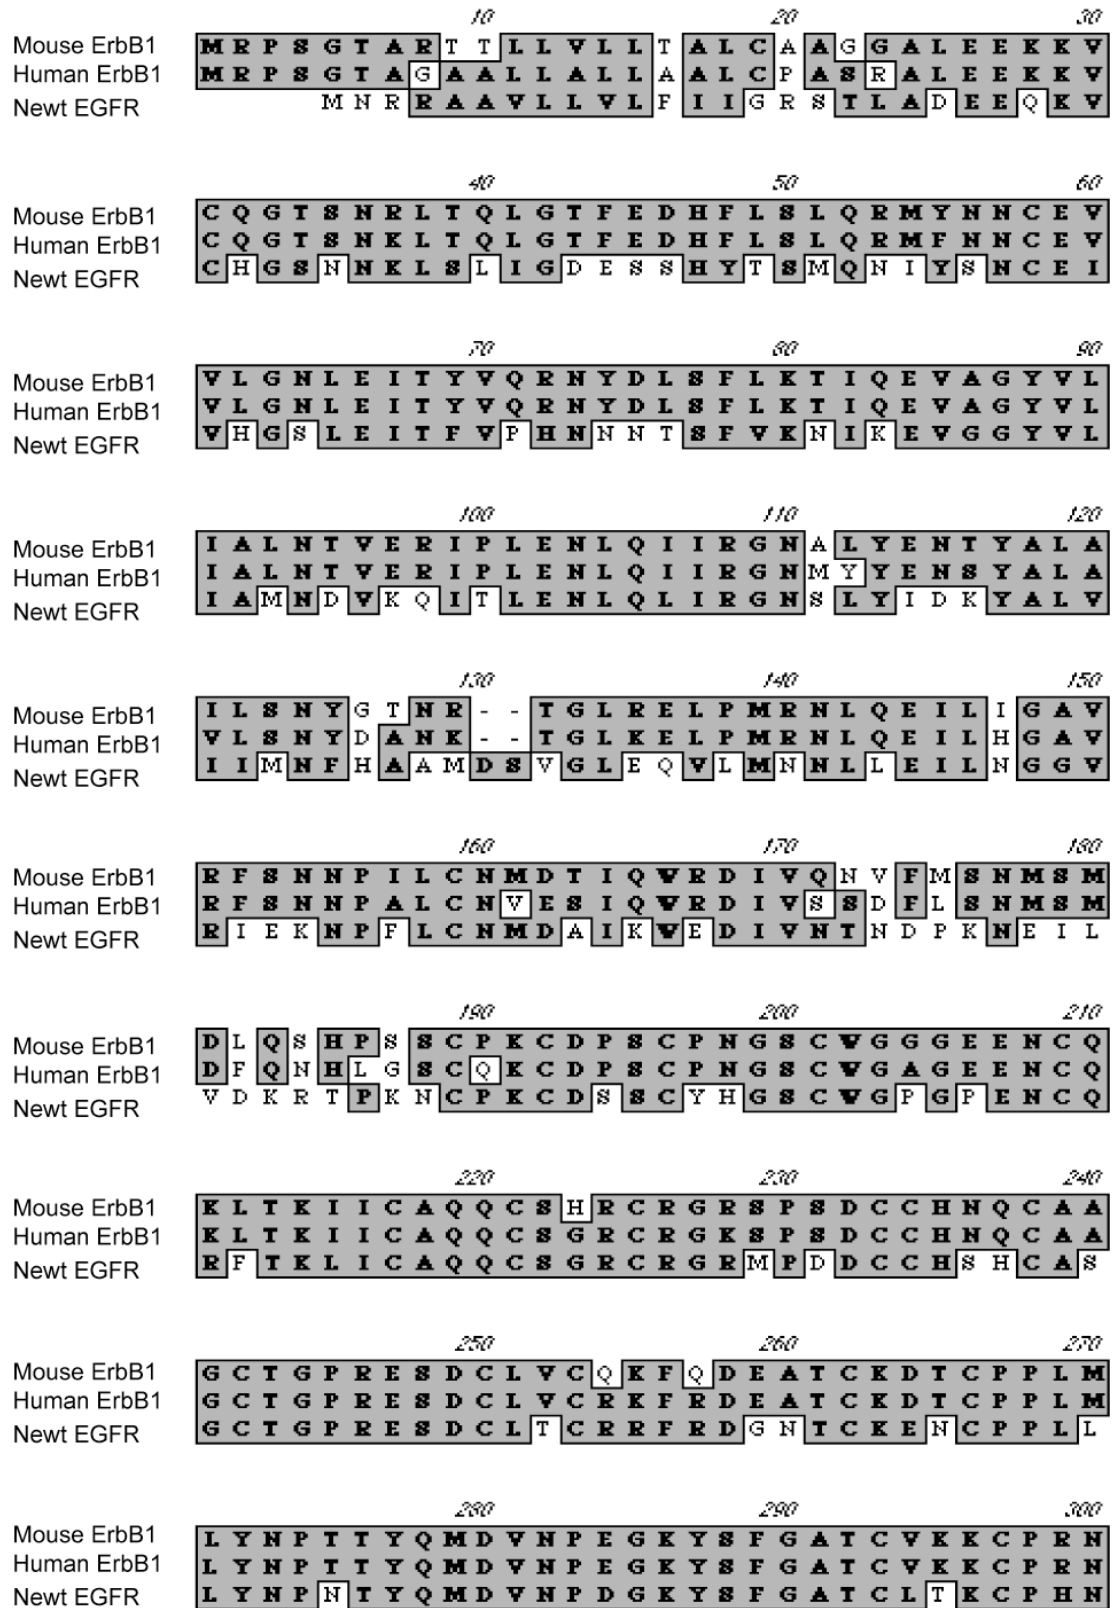 10 20 30
Mouse ErbB1 M R P S G T A R T T L L V L L T A L C A A G G A L E E K K V
Human ErbB1 M R P S G T A G A A L L A L L A A L C P A S R A L E E K K V
Newt EGFR M N R R A A V L L V L F I I G R S T L A D E E Q K V
40 50 60
Mouse ErbB1 C Q G T S N R L T Q L G T F E D H F L S L Q R M Y N N C E V
Human ErbB1 C Q G T S N K L T Q L G T F E D H F L S L Q R M F N N C E V
Newt EGFR C H G S N N K L S L I G D E S S H Y T S M Q N I Y S N C E I
70 80 90
Mouse ErbB1 V L G N L E I T Y V Q R N Y D L S F L K T I Q E V A G Y V L
Human ErbB1 V L G N L E I T Y V Q R N Y D L S F L K T I Q E V A G Y V L
Newt EGFR V H G S L E I T F V P H N N N T S F V K N I K E V G G Y V L
100 110 120
Mouse ErbB1 I A L N T V E R I P L E N L Q I I R G N A L Y E N T Y A L A
Human ErbB1 I A L N T V E R I P L E N L Q I I R G N M Y Y E N S Y A L A
Newt EGFR I A M N D V K Q I T L E N L Q L I R G N S L Y I D K Y A L V
130 140 150
Mouse ErbB1 I L S N Y G T N R - - T G L R E L P M R N L Q E I L I G A V
Human ErbB1 V L S N Y D A N K - - T G L K E L P M R N L Q E I L H G A V
Newt EGFR I I M N F H A A M D S V G L E Q V L M N N L L E I L N G G V
160 170 180
Mouse ErbB1 R F S N N P I L C N M D T I Q W R D I V Q N V F M S N M S M
Human ErbB1 R F S N N P A L C N V E S I Q W R D I V S S D F L S N M S M
Newt EGFR R I E K N P F L C N M D A I K W E D I V N T N D P K N E I L
190 200 210
Mouse ErbB1 D L Q S H P S S C P K C D P S C P N G S C W G G G E E N C Q
Human ErbB1 D F Q N H L G S C Q K C D P S C P N G S C W G A G E E N C Q
Newt EGFR V D K R T P K N C P K C D S S C Y H G S C W G P G P E N C Q
220 230 240
Mouse ErbB1 K L T K I I C A Q Q C S H R C R G R S P S D C C H N Q C A A
Human ErbB1 K L T K I I C A Q Q C S G R C R G K S P S D C C H N Q C A A
Newt EGFR R F T K L I C A Q Q C S G R C R G R M P D D C C H S H C A S
250 260 270
Mouse ErbB1 G C T G P R E S D C L V C Q K F Q D E A T C K D T C P P L M
Human ErbB1 G C T G P R E S D C L V C R K F R D E A T C K D T C P P L M
Newt EGFR G C T G P R E S D C L T C R R F R D G N T C K E N C P P L L
280 290 300
Mouse ErbB1 L Y N P T T Y Q M D V N P E G K Y S F G A T C V K K C P R N
Human ErbB1 L Y N P T T Y Q M D V N P E G K Y S F G A T C V K K C P R N
Newt EGFR L Y N P N T Y Q M D V N P D G K Y S F G A T C L T K C P H N